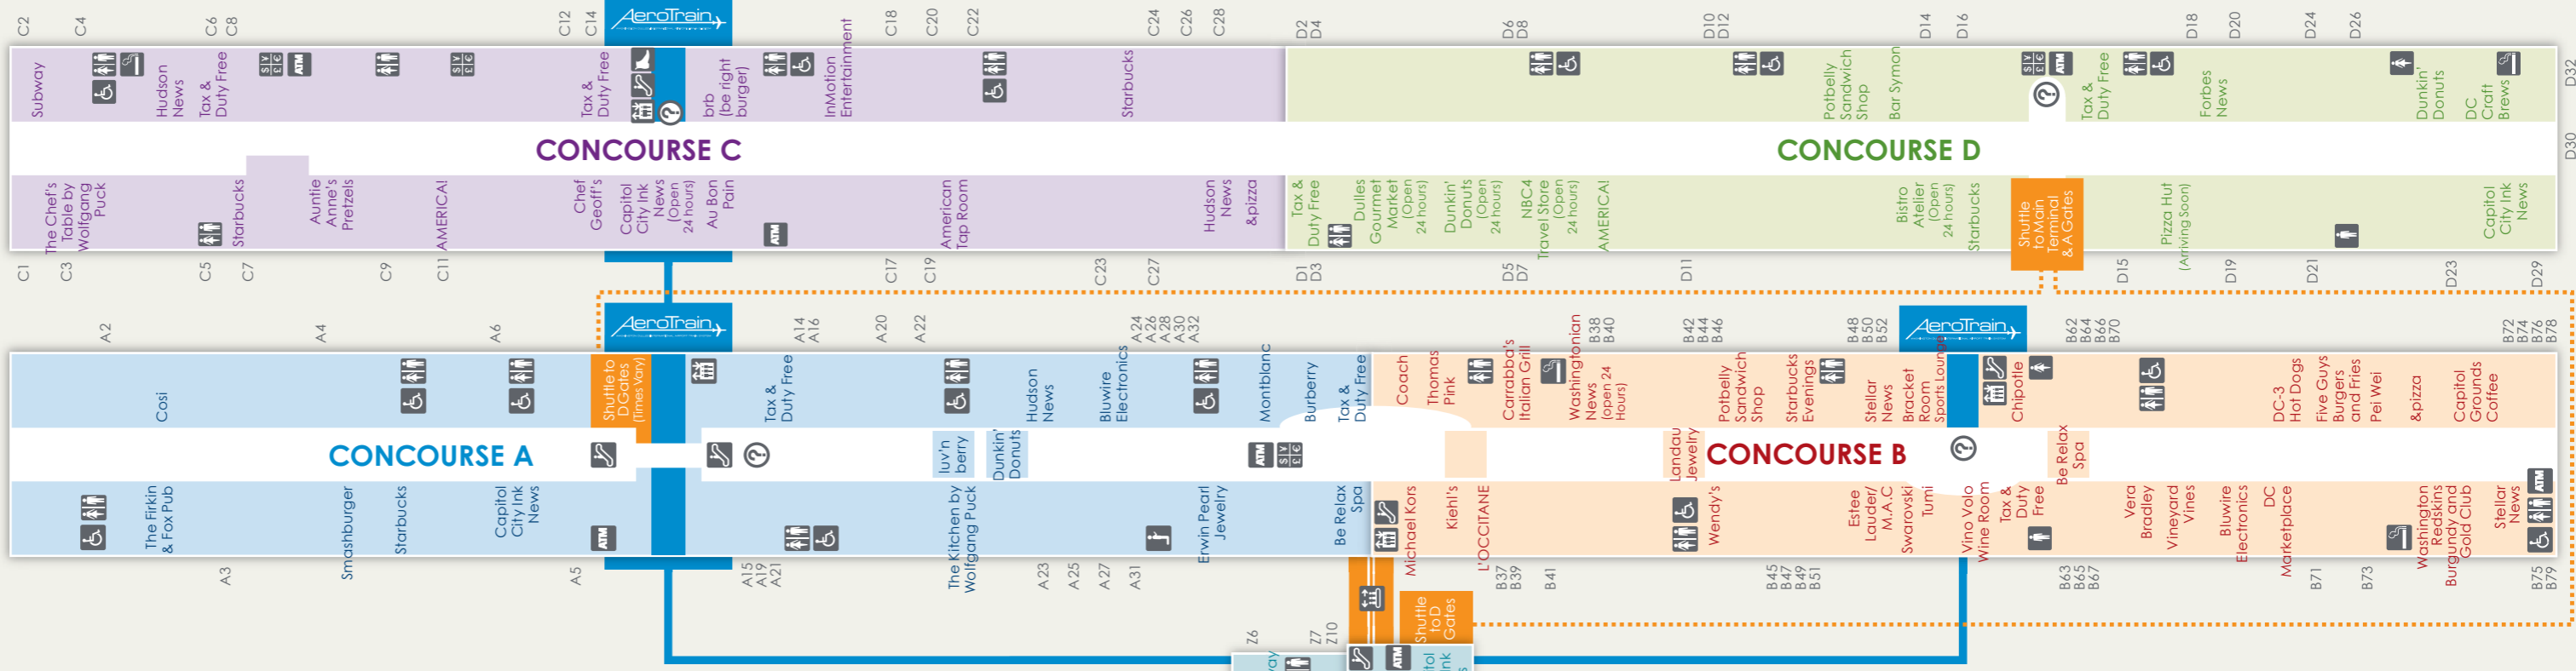 C2
C4
C6
C8
C12
C14
AeroTrain
C18
C20
C22
C24
C26
C28
D2
D4
D6
D8
D10
D12
D14
D16
D18
D20
D24
D26
Subway
Hudson
News
Tax &
Duty Free
$ ¥
£ €
ATM
$ ¥
£ €
Tax &
Duty Free
?
brb
(be right
burger)
InMotion
Entertainment
Starbucks
Potbelly
Sandwich
Shop
Bar Symon
$ ¥
£ €
ATM
?
Tax &
Duty Free
Forbes
News
Dunkin'
Donuts
DC
Craft
Brews
D32
D30
CONCOURSE C
CONCOURSE D
The Chef's
Table by
Wolfgang
Puck
Starbucks
Auntie
Anne's
Pretzels
AMERICA!
Chef
Geoff's
Capitol
City Ink
News
(Open
24 hours)
Au Bon
Pain
ATM
American
Tap Room
Hudson
News
&pizza
Tax &
Duty Free
Dulles
Gourmet
Market
(Open
24 hours)
Dunkin'
Donuts
(Open
24 hours)
NBC4
Travel Store
(Open
24 hours)
AMERICA!
Bistro
Atelier
(Open
24 hours)
Starbucks
Shuttle
to Main
Terminal
& A Gates
Pizza Hut
(Arriving Soon)
Capitol
City Ink
News
C1
C3
C5
C7
C9
C11
C17
C19
C23
C27
D1
D3
D5
D7
D11
D15
D19
D21
D23
D29
A2
A4
A6
AeroTrain
A14
A16
A20
A22
A24
A26
A28
A30
A32
B38
B40
B42
B44
B46
B48
B50
B52
AeroTrain
B62
B64
B66
B70
B72
B74
B76
B78
Cosi
Shuttle to
D Gates
(Times Vary)
Tax &
Duty Free
Hudson
News
Bluwire
Electronics
Montblanc
Burberry
Tax &
Duty Free
Coach
Thomas
Pink
Carrabba's
Italian Grill
Washingtonian
News
(open 24
Hours)
Potbelly
Sandwich
Shop
Starbucks
Evenings
Stellar
News
Bracket
Room
Sports Lounge
Chipotle
DC-3
Hot Dogs
Five Guys
Burgers
and Fries
Pei Wei
&pizza
Capitol
Grounds
Coffee
CONCOURSE A
?
luv'n
berry
Dunkin'
Donuts
ATM
$ ¥
£ €
Landau
Jewelry
CONCOURSE B
?
Be Relax
Spa
The Firkin
& Fox Pub
Smashburger
Starbucks
Capitol
City Ink
News
ATM
The Kitchen by
Wolfgang Puck
Erwin Pearl
Jewelry
Be Relax
Spa
Michael Kors
Kiehl's
L'OCCITANE
Wendy's
Estee
Lauder/
M.A.C
Swarovski
Tumi
Vino Volo
Wine Room
Tax &
Duty
Free
Vera
Bradley
Vineyard
Vines
Bluwire
Electronics
DC
Marketplace
Washington
Redskins
Burgundy and
Gold Club
Stellar
News
ATM
A3
A5
A15
A19
A21
A23
A25
A27
A31
B37
B39
B41
B45
B47
B49
B51
B63
B65
B67
B71
B73
B75
B79
Z6
Z7
Z10
Shuttle
to D
Gates
ATM